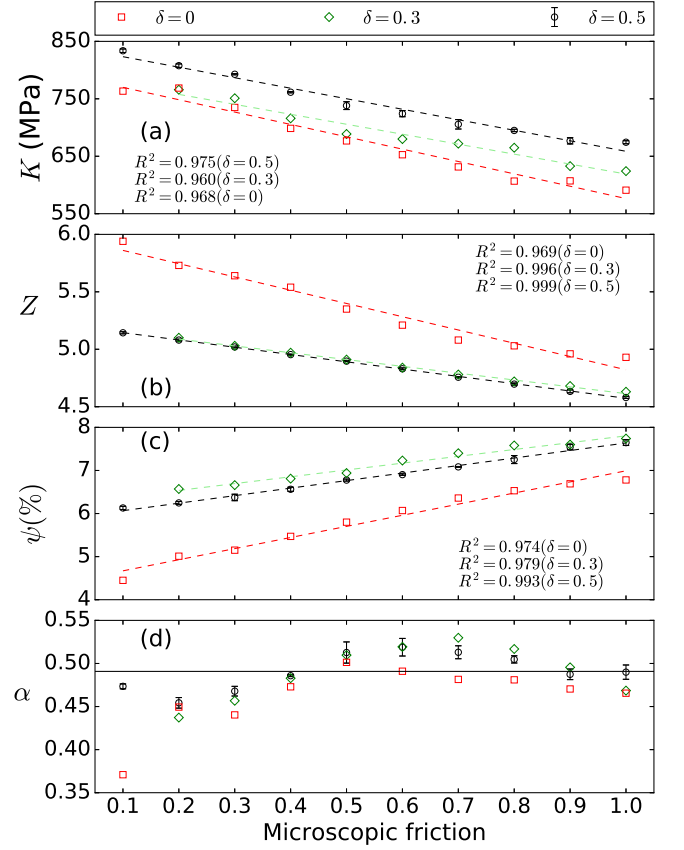 δ = 0 δ = 0.3 δ = 0.5
850
750
650
550
K (MPa)
(a)
R² = 0.975(δ = 0.5)
R² = 0.960(δ = 0.3)
R² = 0.968(δ = 0)
6.0
5.5
5.0
4.5
Z
R² = 0.969(δ = 0)
R² = 0.996(δ = 0.3)
R² = 0.999(δ = 0.5)
(b)
8
7
6
5
4
ψ(%)
(c)
R² = 0.974(δ = 0)
R² = 0.979(δ = 0.3)
R² = 0.993(δ = 0.5)
0.55
0.50
0.45
0.40
0.35
α
(d)
0.1 0.2 0.3 0.4 0.5 0.6 0.7 0.8 0.9 1.0
Microscopic friction